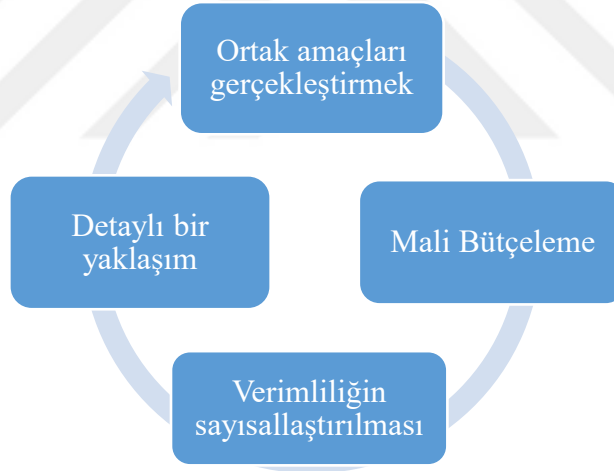 Ortak amaçları
gerçekleştirmek
Mali Bütçeleme
Verimliliğin
sayısallaştırılması
Detaylı bir
yaklaşım